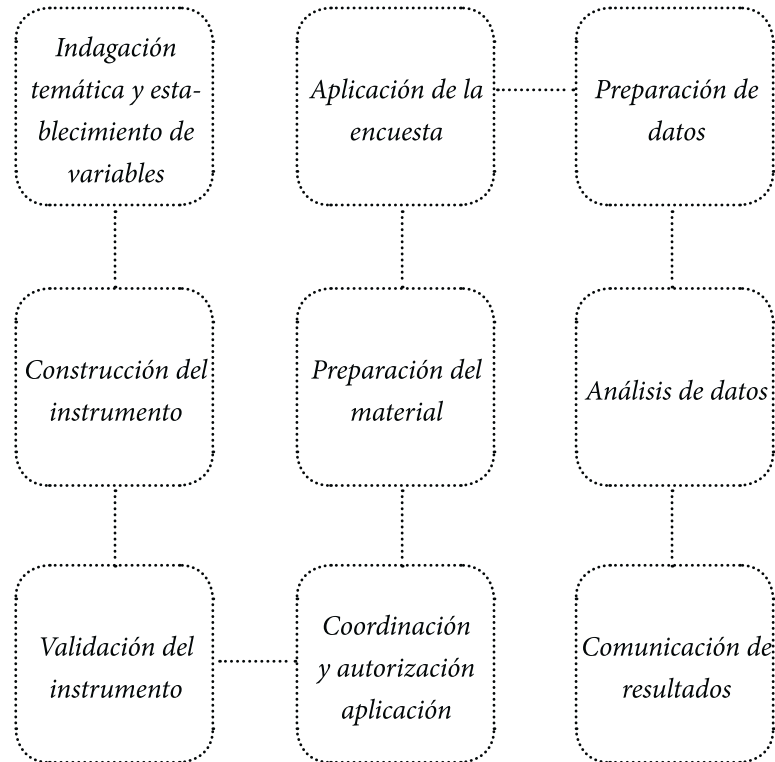 Indagación
temática y esta-
blecimiento de
variables
Construcción del
instrumento
Validación del
instrumento
Coordinación
y autorización
aplicación
Preparación del
material
Aplicación de la
encuesta
Preparación de
datos
Análisis de datos
Comunicación de
resultados